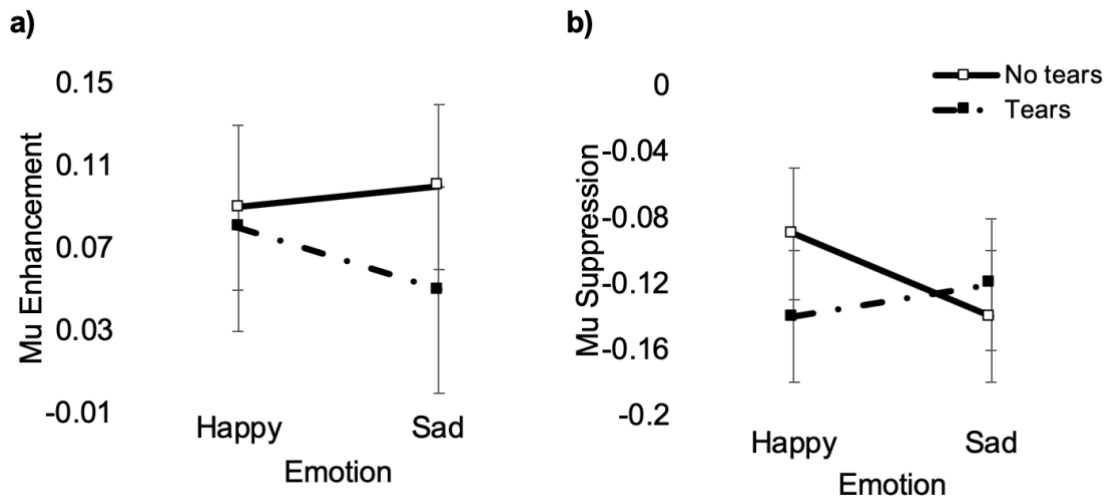 a)
Mu Enhancement
0.15
0.11
0.07
0.03
-0.01
Happy
Sad
Emotion
b)
Mu Suppression
0
-0.04
-0.08
-0.12
-0.16
-0.2
Happy
Sad
Emotion
No tears
Tears